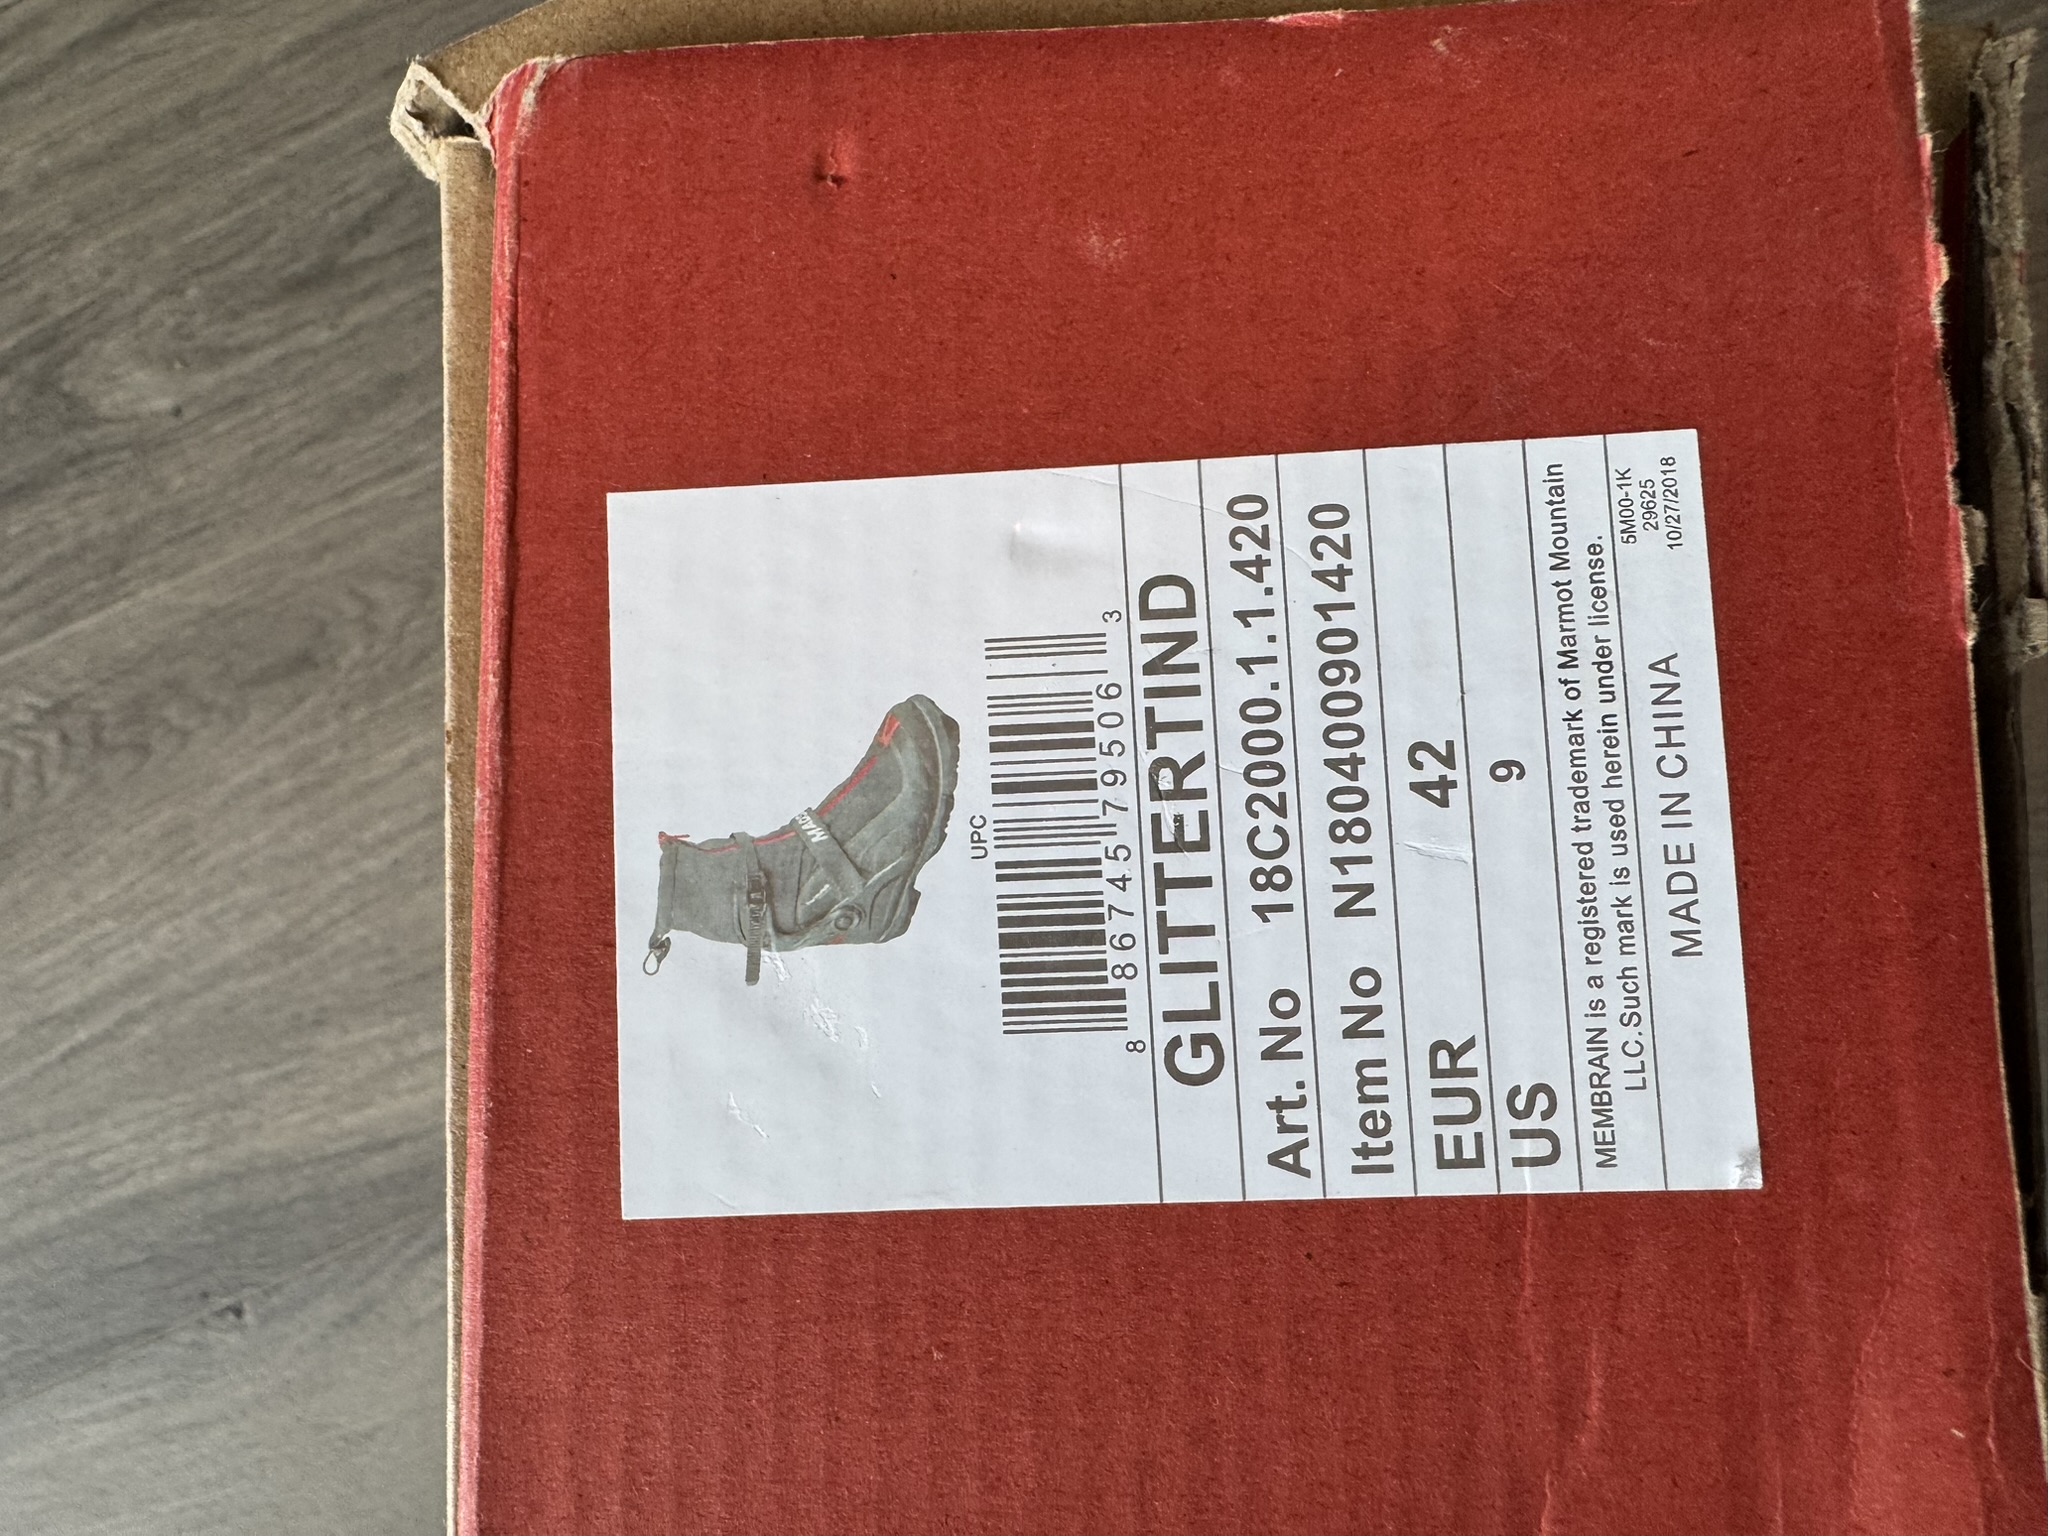 UPC
8 86745 79506 3
GLITTERTIND
Art. No 18C2000.1.1.420
Item No N180400901420
EUR 42
US 9
MEMBRAIN is a registered trademark of Marmot Mountain
LLC.Such mark is used herein under license.
MADE IN CHINA
5M00-1K
29625
10/27/2018